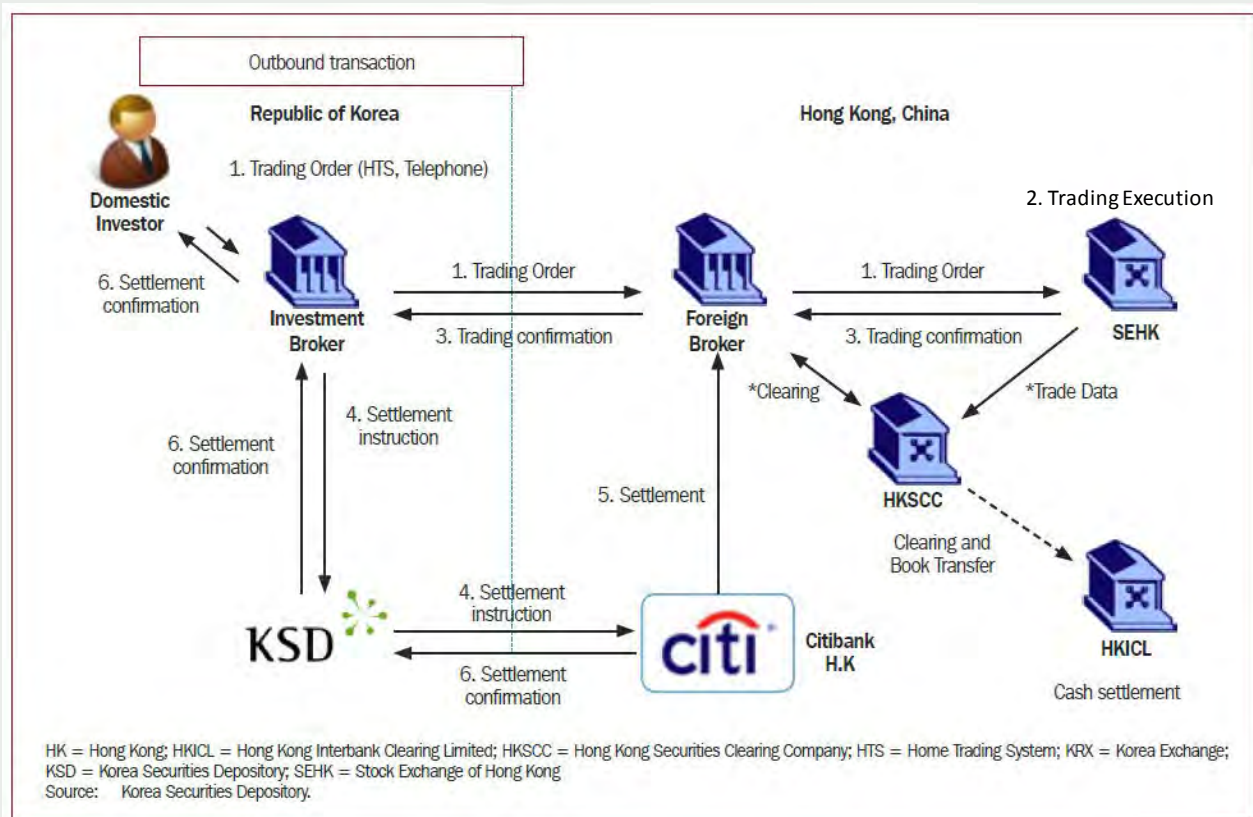 Outbound transaction
Republic of Korea
Hong Kong, China
1. Trading Order (HTS, Telephone)
Domestic
Investor
2. Trading Execution
6. Settlement
confirmation
1. Trading Order
1. Trading Order
Investment
Broker
3. Trading confirmation
Foreign
Broker
3. Trading confirmation
SEHK
*Clearing
*Trade Data
4. Settlement
instruction
6. Settlement
confirmation
5. Settlement
HKSCC
Clearing and
Book Transfer
4. Settlement
instruction
KSD
citi
Citibank
H.K
HKICL
6. Settlement
confirmation
Cash settlement
HK = Hong Kong; HKICL = Hong Kong Interbank Clearing Limited; HKSCC = Hong Kong Securities Clearing Company; HTS = Home Trading System; KRX = Korea Exchange;
KSD = Korea Securities Depository; SEHK = Stock Exchange of Hong Kong
Source: Korea Securities Depository.